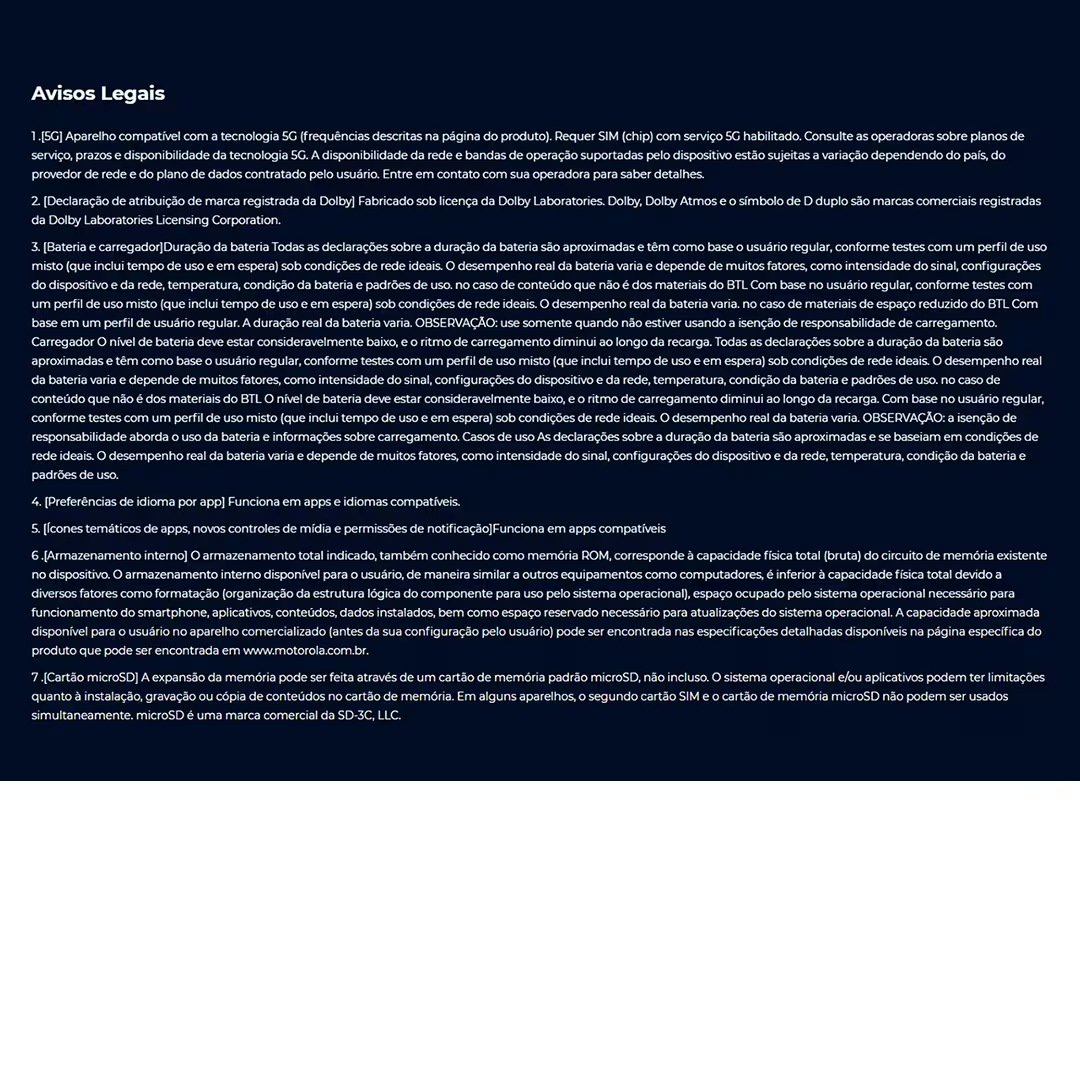 Avisos Legais
1 .[5G] Aparelho compatível com a tecnologia 5G (frequências descritas na página do produto). Requer SIM (chip) com serviço 5G habilitado. Consulte as operadoras sobre planos de
serviço, prazos e disponibilidade da tecnologia 5G. A disponibilidade da rede e bandas de operação suportadas pelo dispositivo estão sujeitas a variação dependendo do país, do
provedor de rede e do plano de dados contratado pelo usuário. Entre em contato com sua operadora para saber detalhes.
2. [Declaração de atribuição de marca registrada da Dolby] Fabricado sob licença da Dolby Laboratories. Dolby, Dolby Atmos e o símbolo de D duplo são marcas comerciais registradas
da Dolby Laboratories Licensing Corporation.
3. [Bateria e carregador]Duração da bateria Todas as declarações sobre a duração da bateria são aproximadas e têm como base o usuário regular, conforme testes com um perfil de uso
misto (que inclui tempo de uso e em espera) sob condições de rede ideais. O desempenho real da bateria varia e depende de muitos fatores, como intensidade do sinal, configurações
do dispositivo e da rede, temperatura, condição da bateria e padrões de uso. no caso de conteúdo que não é dos materiais do BTL Com base no usuário regular, conforme testes com
um perfil de uso misto (que inclui tempo de uso e em espera) sob condições de rede ideais. O desempenho real da bateria varia. no caso de materiais de espaço reduzido do BTL Com
base em um perfil de usuário regular. A duração real da bateria varia. OBSERVAÇÃO: use somente quando não estiver usando a isenção de responsabilidade de carregamento.
Carregador O nível de bateria deve estar consideravelmente baixo, e o ritmo de carregamento diminui ao longo da recarga. Todas as declarações sobre a duração da bateria são
aproximadas e têm como base o usuário regular, conforme testes com um perfil de uso misto (que inclui tempo de uso e em espera) sob condições de rede ideais. O desempenho real
da bateria varia e depende de muitos fatores, como intensidade do sinal, configurações do dispositivo e da rede, temperatura, condição da bateria e padrões de uso. no caso de
conteúdo que não é dos materiais do BTL O nível de bateria deve estar consideravelmente baixo, e o ritmo de carregamento diminui ao longo da recarga. Com base no usuário regular,
conforme testes com um perfil de uso misto (que inclui tempo de uso e em espera) sob condições de rede ideais. O desempenho real da bateria varia. OBSERVAÇÃO: a isenção de
responsabilidade aborda o uso da bateria e informações sobre carregamento. Casos de uso As declarações sobre a duração da bateria são aproximadas e se baseiam em condições de
rede ideais. O desempenho real da bateria varia e depende de muitos fatores, como intensidade do sinal, configurações do dispositivo e da rede, temperatura, condição da bateria e
padrões de uso.
4. [Preferências de idioma por app] Funciona em apps e idiomas compatíveis.
5. [Ícones temáticos de apps, novos controles de mídia e permissões de notificação]Funciona em apps compatíveis
6 .[Armazenamento interno] O armazenamento total indicado, também conhecido como memória ROM, corresponde à capacidade física total (bruta) do circuito de memória existente
no dispositivo. O armazenamento interno disponível para o usuário, de maneira similar a outros equipamentos como computadores, é inferior à capacidade física total devido a
diversos fatores como formatação (organização da estrutura lógica do componente para uso pelo sistema operacional), espaço ocupado pelo sistema operacional necessário para
funcionamento do smartphone, aplicativos, conteúdos, dados instalados, bem como espaço reservado necessário para atualizações do sistema operacional. A capacidade aproximada
disponível para o usuário no aparelho comercializado (antes da sua configuração pelo usuário) pode ser encontrada nas especificações detalhadas disponíveis na página específica do
produto que pode ser encontrada em www.motorola.com.br.
7 .[Cartão microSD] A expansão da memória pode ser feita através de um cartão de memória padrão microSD, não incluso. O sistema operacional e/ou aplicativos podem ter limitações
quanto à instalação, gravação ou cópia de conteúdos no cartão de memória. Em alguns aparelhos, o segundo cartão SIM e o cartão de memória microSD não podem ser usados
simultaneamente. microSD é uma marca comercial da SD-3C, LLC.